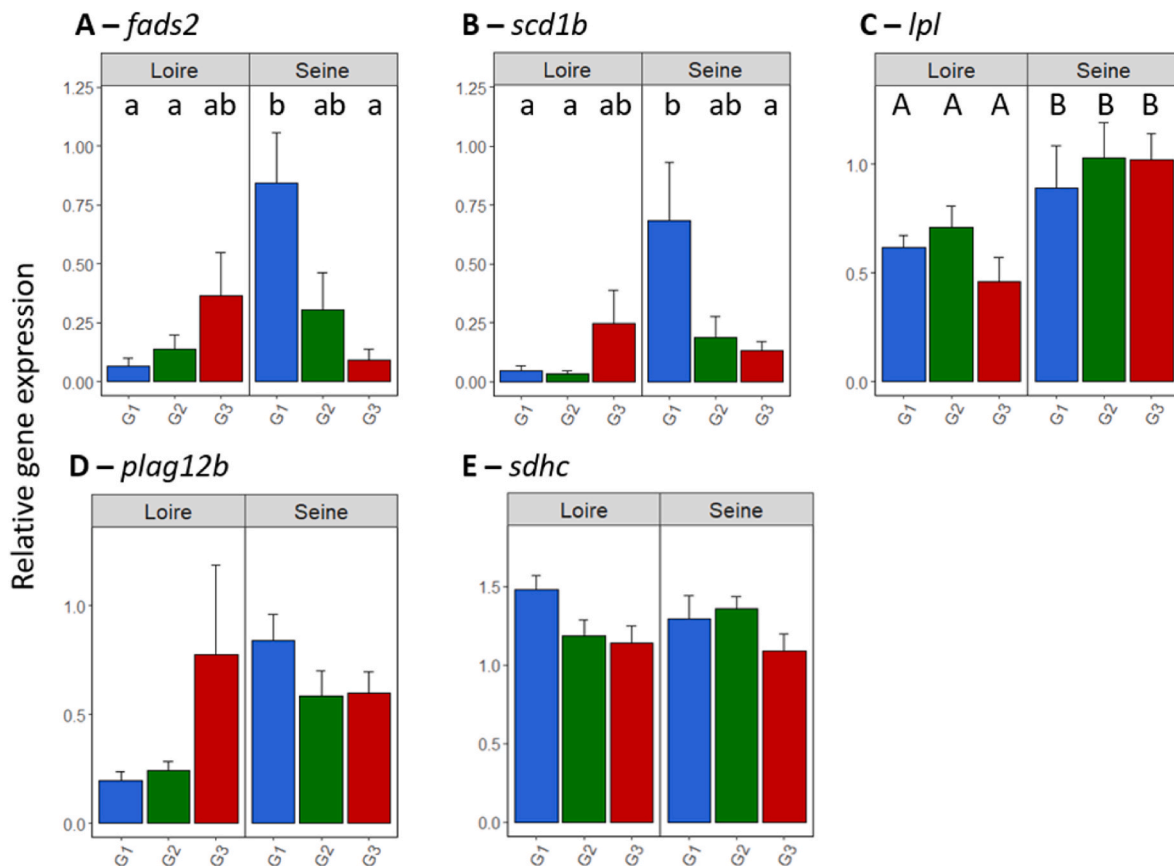 A – fads2
B – scd1b
C – lpl
Loire Seine
Loire Seine
Loire Seine
1.25
1.00
0.75
0.50
0.25
0.00
a a ab b ab a
G1 G2 G3 G1 G2 G3
1.25
1.00
0.75
0.50
0.25
0.00
a a ab b ab a
G1 G2 G3 G1 G2 G3
1.0
0.5
0.0
A A A B B B
G1 G2 G3 G1 G2 G3
Relative gene expression
D – plag12b
E – sdhc
Loire Seine
Loire Seine
1.0
0.5
0.0
G1 G2 G3 G1 G2 G3
1.5
1.0
0.5
0.0
G1 G2 G3 G1 G2 G3